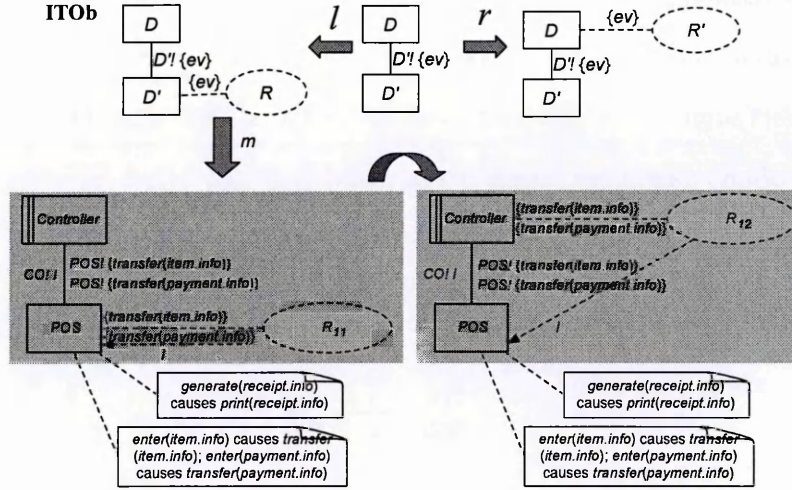 ITOb
D
D'! {ev}
{ev}
D'
R
m
l
D
D'! {ev}
D'
r
D
{ev}
R'
D'! {ev}
D'
Controller
POS! {transfer(item.info)}
POS! {transfer(payment.info)}
POS
{transfer(item.info)}
{transfer(payment.info)}
R11
generate(receipt.info)
causes print(receipt.info)
enter(item.info) causes transfer
(item.info); enter(payment.info)
causes transfer(payment.info)
Controller
{transfer(item.info)}
{transfer(payment.info)}
R12
POS! {transfer(item.info)}
POS! {transfer(payment.info)}
POS
generate(receipt.info)
causes print(receipt.info)
enter(item.info) causes transfer
(item.info); enter(payment.info)
causes transfer(payment.info)